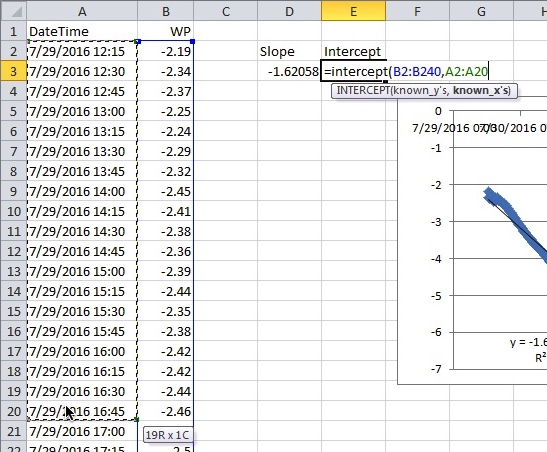 A B C D E F G H
1 DateTime WP
2 7/29/2016 12:15 -2.19 Slope Intercept
3 7/29/2016 12:30 -2.34 -1.62058 =intercept(B2:B240,A2:A20
4 7/29/2016 12:45 -2.37 INTERCEPT(known_y's, known_x's)
5 7/29/2016 13:00 -2.25 0
6 7/29/2016 13:15 -2.24 7/29/2016 0 7/30/2016 10
7 7/29/2016 13:30 -2.29 -1
8 7/29/2016 13:45 -2.32
9 7/29/2016 14:00 -2.45 -2
10 7/29/2016 14:15 -2.41
11 7/29/2016 14:30 -2.38 -3
12 7/29/2016 14:45 -2.36
13 7/29/2016 15:00 -2.39 -4
14 7/29/2016 15:15 -2.44
15 7/29/2016 15:30 -2.35 -5
16 7/29/2016 15:45 -2.38
17 7/29/2016 16:00 -2.42 -6
18 7/29/2016 16:15 -2.42 y = -1.6
19 7/29/2016 16:30 -2.44 R²
20 7/29/2016 16:45 -2.46 -7
21 7/29/2016 17:00 19R x 1C
22 7/29/2016 17:15 -2.5